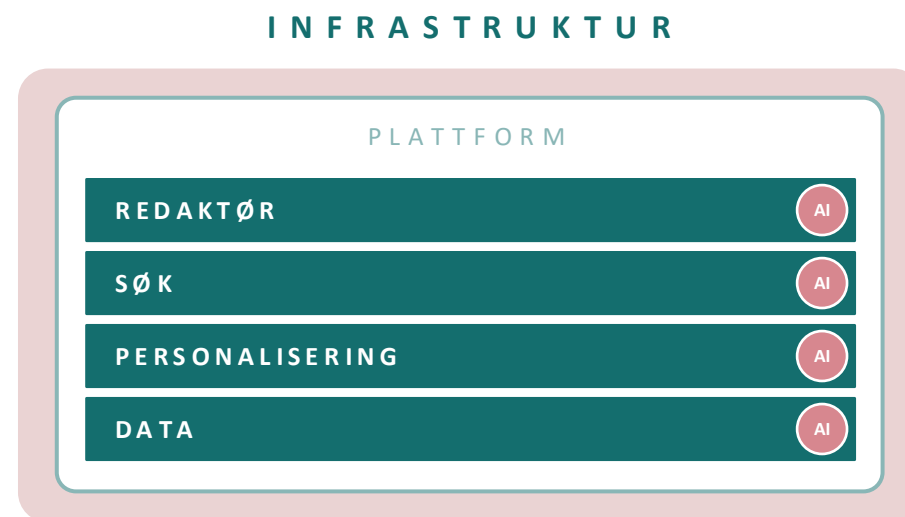 INFRASTRUKTUR
PLATTFORM
REDAKTØR AI
SØK AI
PERSONALISERING AI
DATA AI